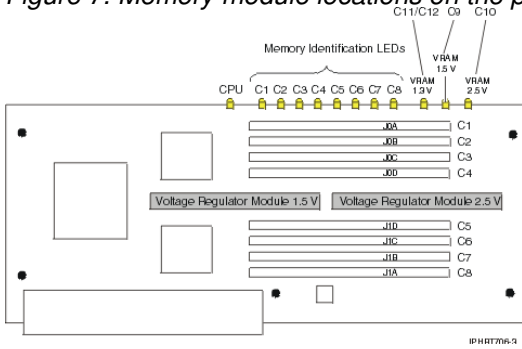 Figure 7. Memory module locations on the p
C11/C12 C9 C10
Memory Identification LEDs
VRAM 1.3 V
VRAM 1.5 V
VRAM 2.5 V
CPU C1 C2 C3 C4 C5 C6 C7 C8
J0A C1
J0B C2
J0C C3
J0D C4
Voltage Regulator Module 1.5 V
Voltage Regulator Module 2.5 V
J1D C5
J1C C6
J1B C7
J1A C8
IPHRT706-3